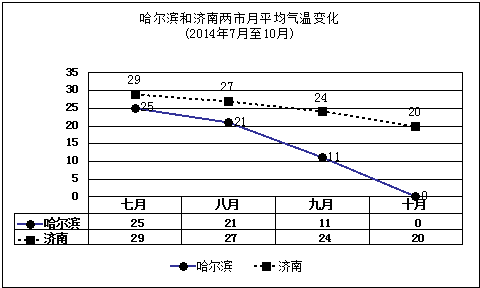 哈尔滨和济南两市月平均气温变化
(2014年7月至10月)
35
30
25
20
15
10
5
0
29
27
24
20
25
21
11
0
七月 八月 九月 十月
哈尔滨 25 21 11 0
济南 29 27 24 20
哈尔滨 济南